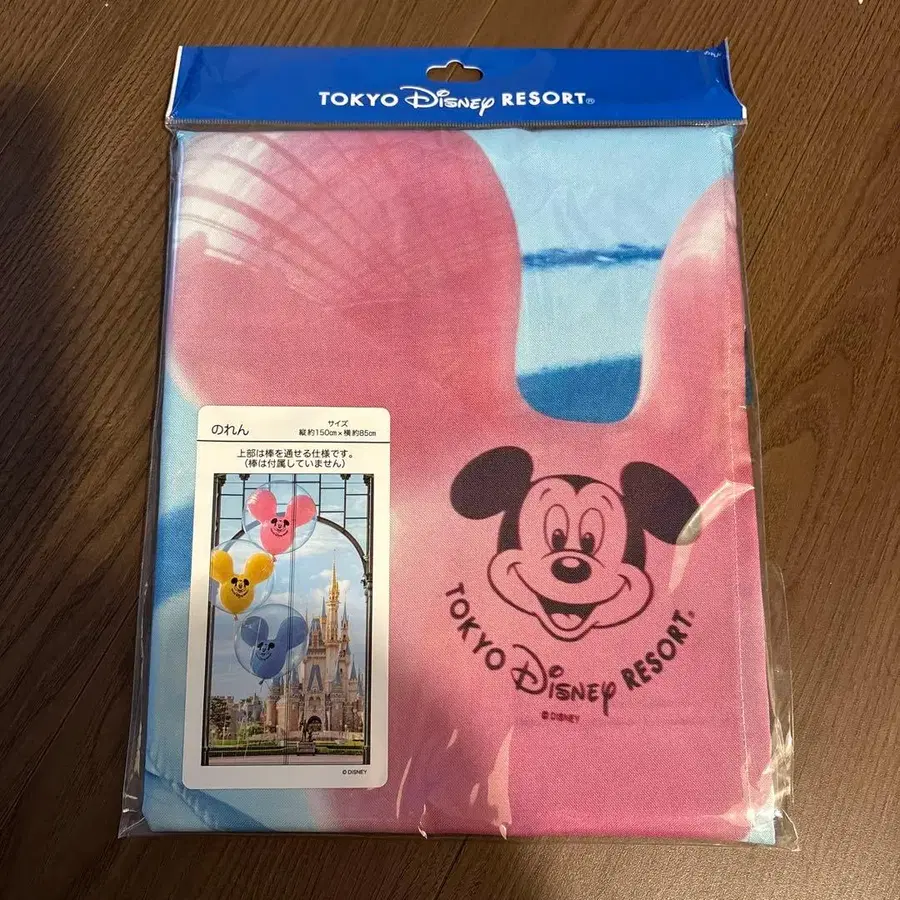 TOKYO Disney RESORT®
のれん
サイズ
縦約150cm×横約85cm
上部は棒を通せる仕様です。
(棒は付属していません)
© DISNEY
TOKYO Disney RESORT®
© DISNEY